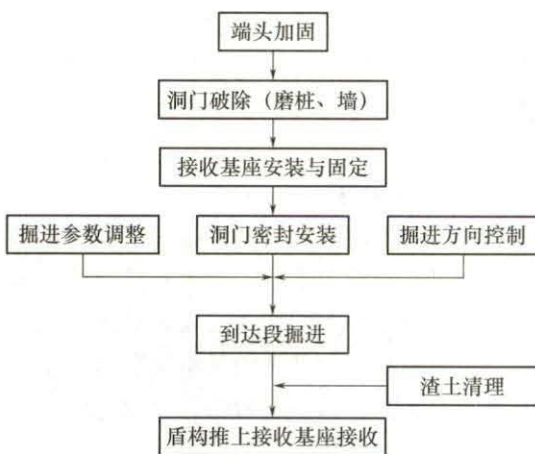 端头加固
洞门破除（磨桩、墙）
接收基座安装与固定
掘进参数调整
洞门密封安装
掘进方向控制
到达段掘进
渣土清理
盾构推上接收基座接收